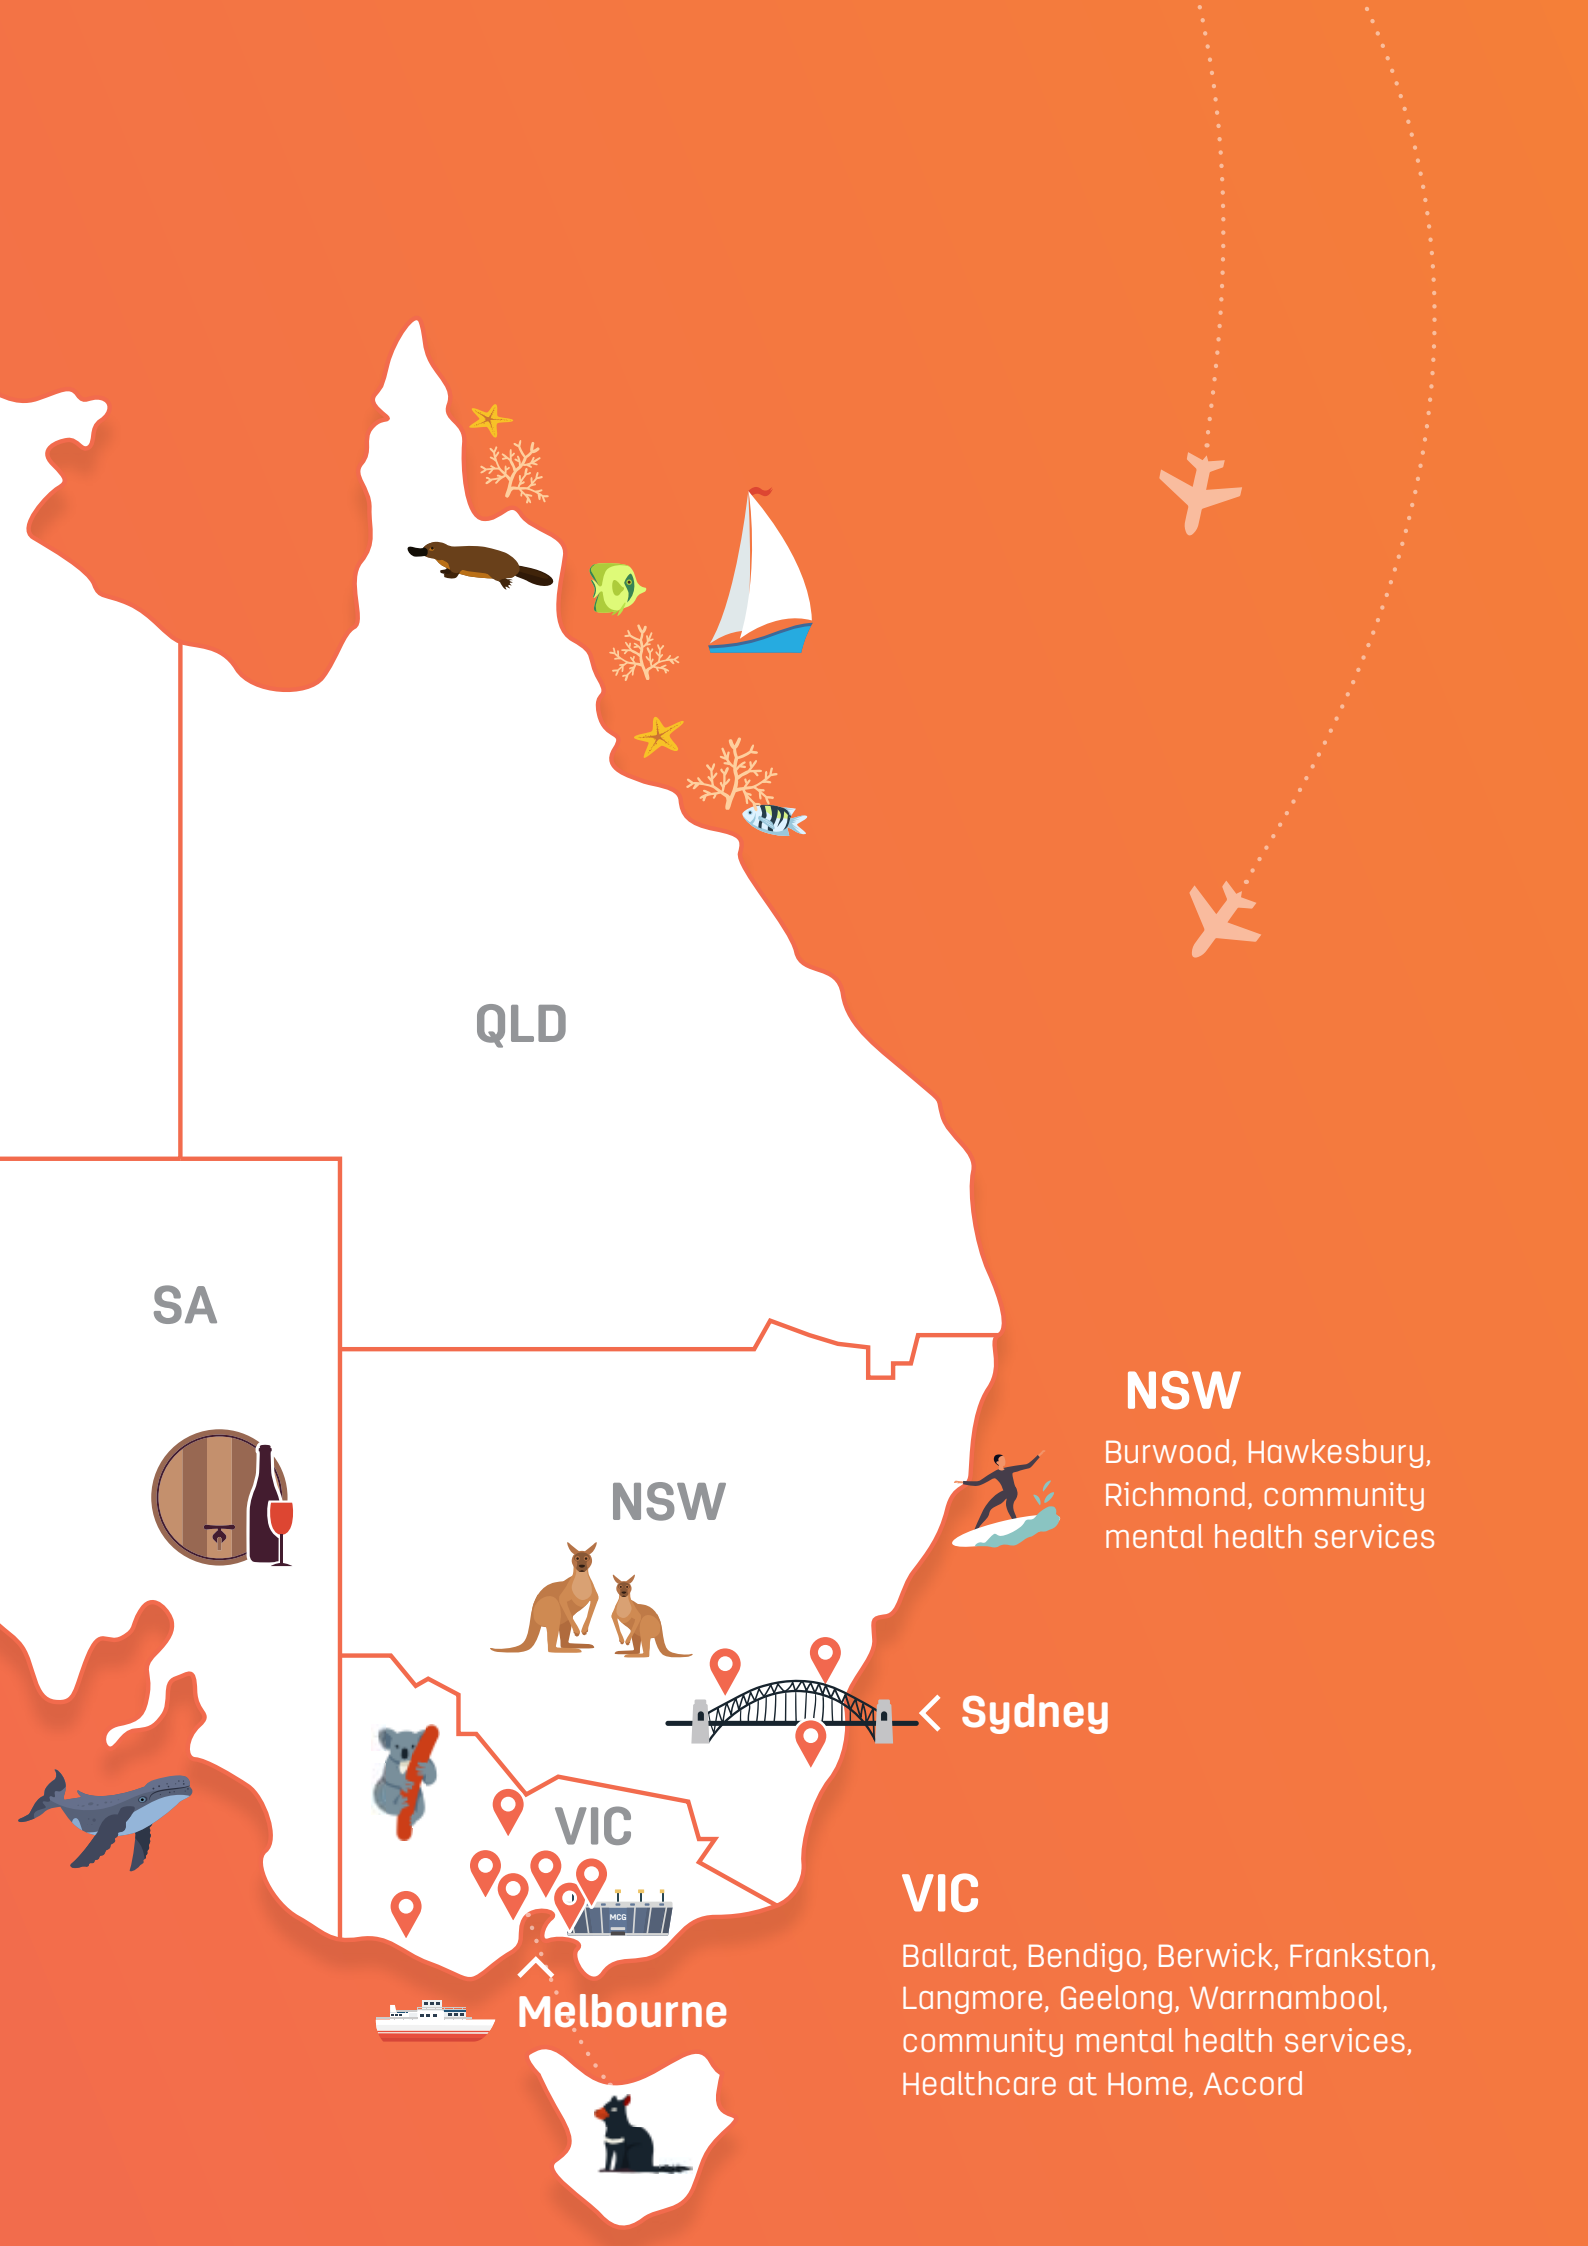 QLD
SA
NSW
NSW
Burwood, Hawkesbury,
Richmond, community
mental health services
Sydney
VIC
MCG
VIC
Ballarat, Bendigo, Berwick, Frankston,
Langmore, Geelong, Warrnambool,
community mental health services,
Healthcare at Home, Accord
Melbourne